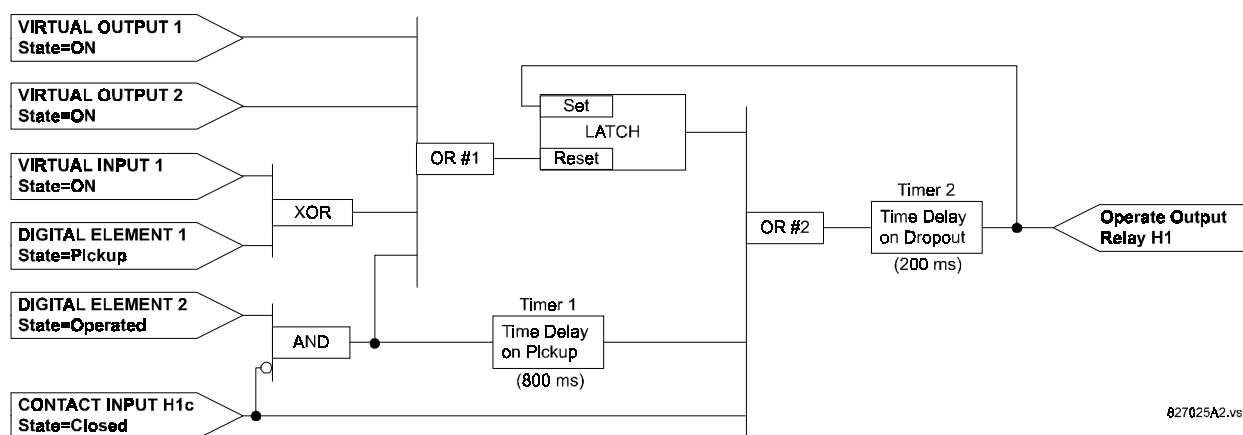 VIRTUAL OUTPUT 1
State=ON
VIRTUAL OUTPUT 2
State=ON
VIRTUAL INPUT 1
State=ON
DIGITAL ELEMENT 1
State=Pickup
DIGITAL ELEMENT 2
State=Operated
CONTACT INPUT H1c
State=Closed
XOR
AND
OR #1
Set
LATCH
Reset
Timer 1
Time Delay
on Pickup
(800 ms)
OR #2
Timer 2
Time Delay
on Dropout
(200 ms)
Operate Output
Relay H1
827025A2.vs